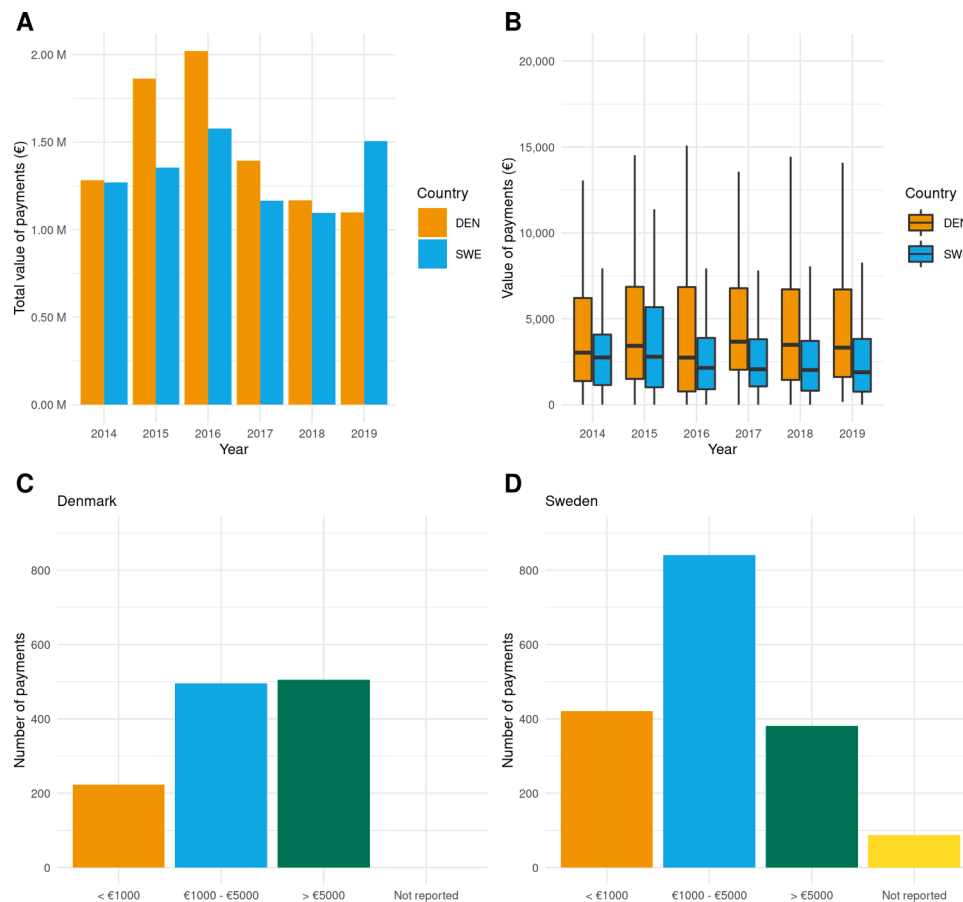 A
Total value of payments (€)
2.00 M
1.50 M
1.00 M
0.50 M
0.00 M
2014 2015 2016 2017 2018 2019
Year
Country
DEN
SWE
B
Value of payments (€)
20,000
15,000
10,000
5,000
0
2014 2015 2016 2017 2018 2019
Year
Country
DEN
SW
C
Denmark
Number of payments
800
600
400
200
0
< €1000 €1000 - €5000 > €5000 Not reported
D
Sweden
Number of payments
800
600
400
200
0
< €1000 €1000 - €5000 > €5000 Not reported